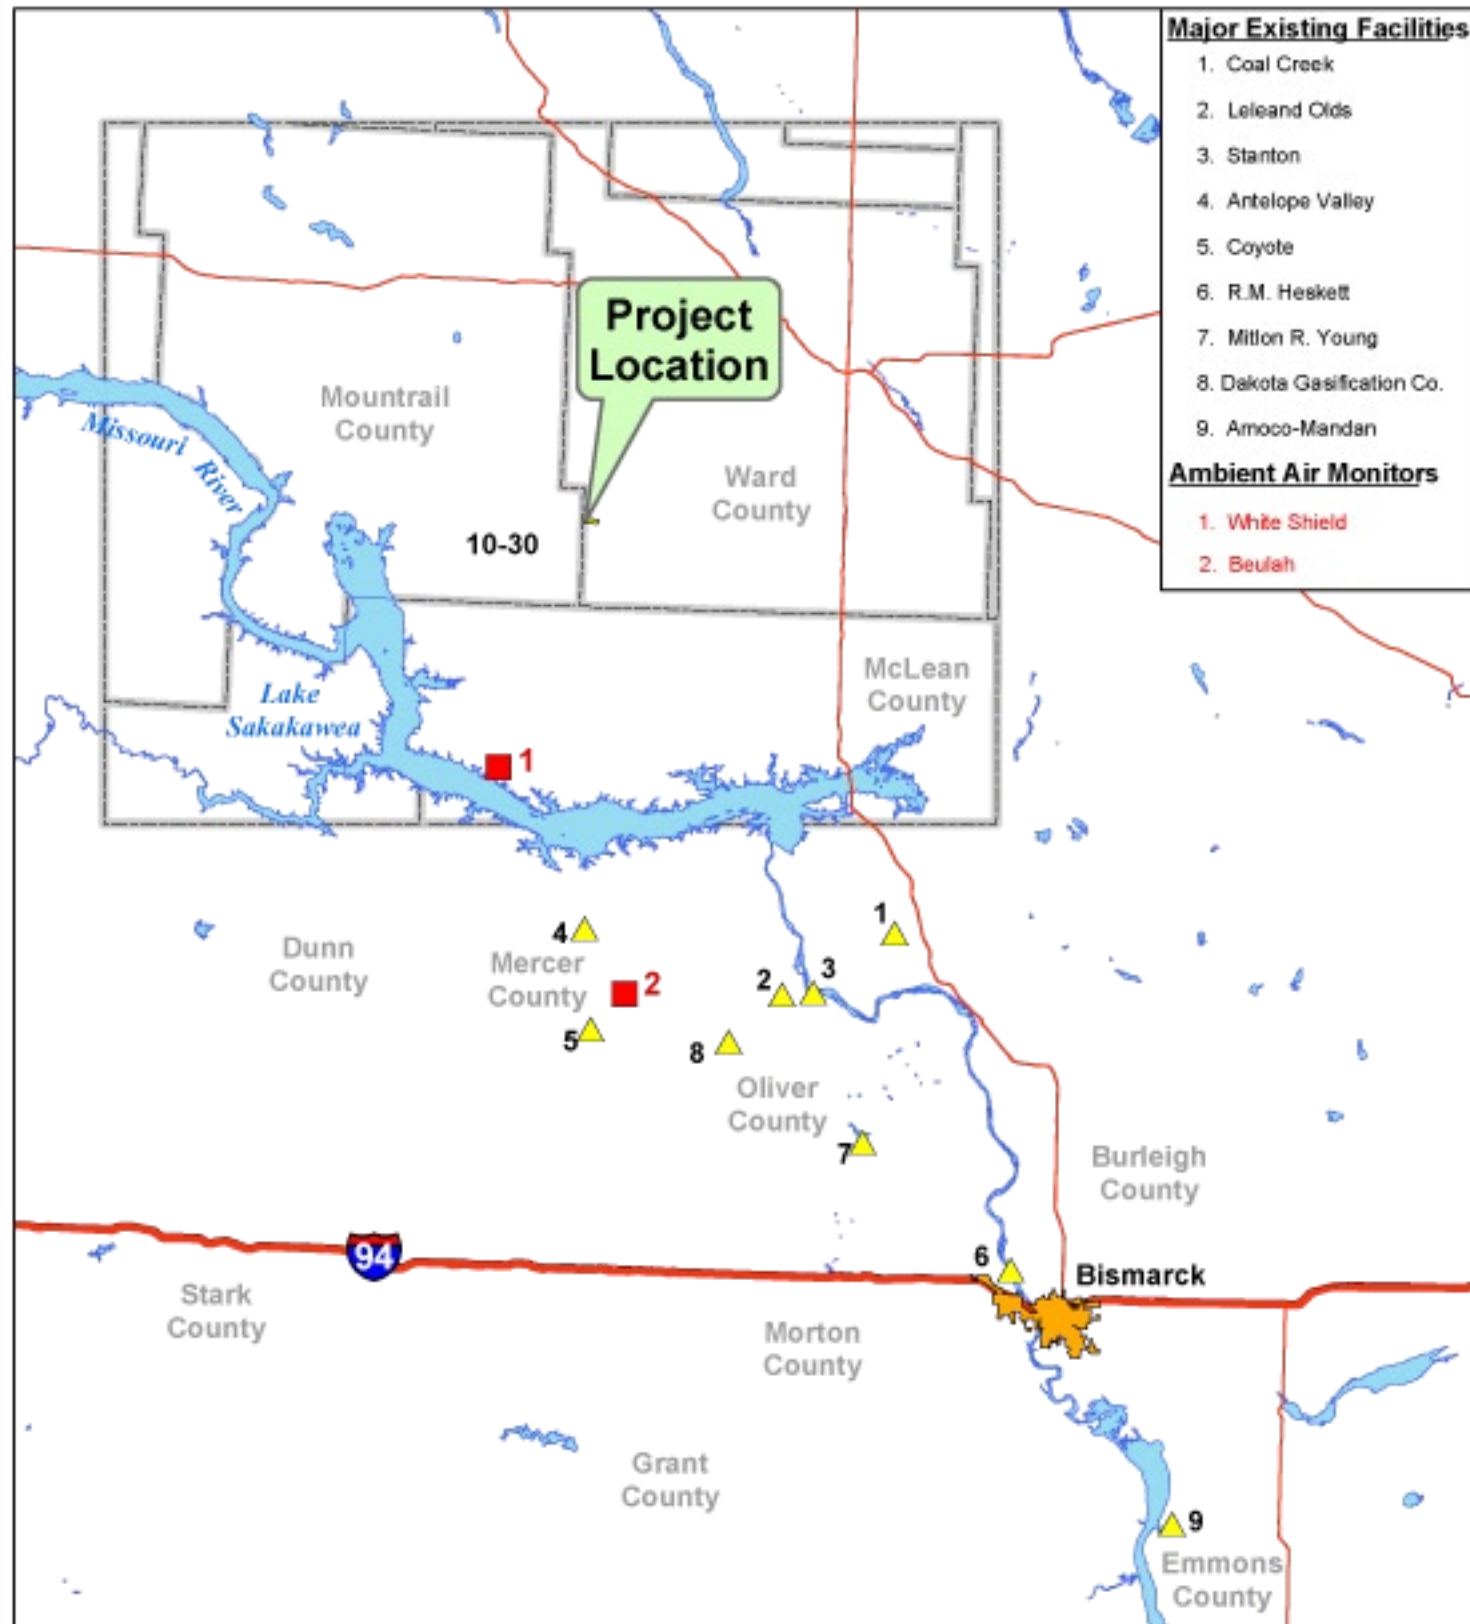 Major Existing Facilities
1. Coal Creek
2. Leleand Olds
3. Stanton
4. Antelope Valley
5. Coyote
6. R.M. Heskett
7. Mitlon R. Young
8. Dakota Gasification Co.
9. Amoco-Mandan
Ambient Air Monitors
1. White Shield
2. Beulah
Project
Location
Mountrail
County
Missouri
River
Ward
County
10-30
McLean
County
Lake
Sakakawea
1
1
4
Dunn
County
Mercer
County
2
2
3
5
8
Oliver
County
7
Burleigh
County
94
6
Bismarck
Stark
County
Morton
County
Grant
County
9
Emmons
County